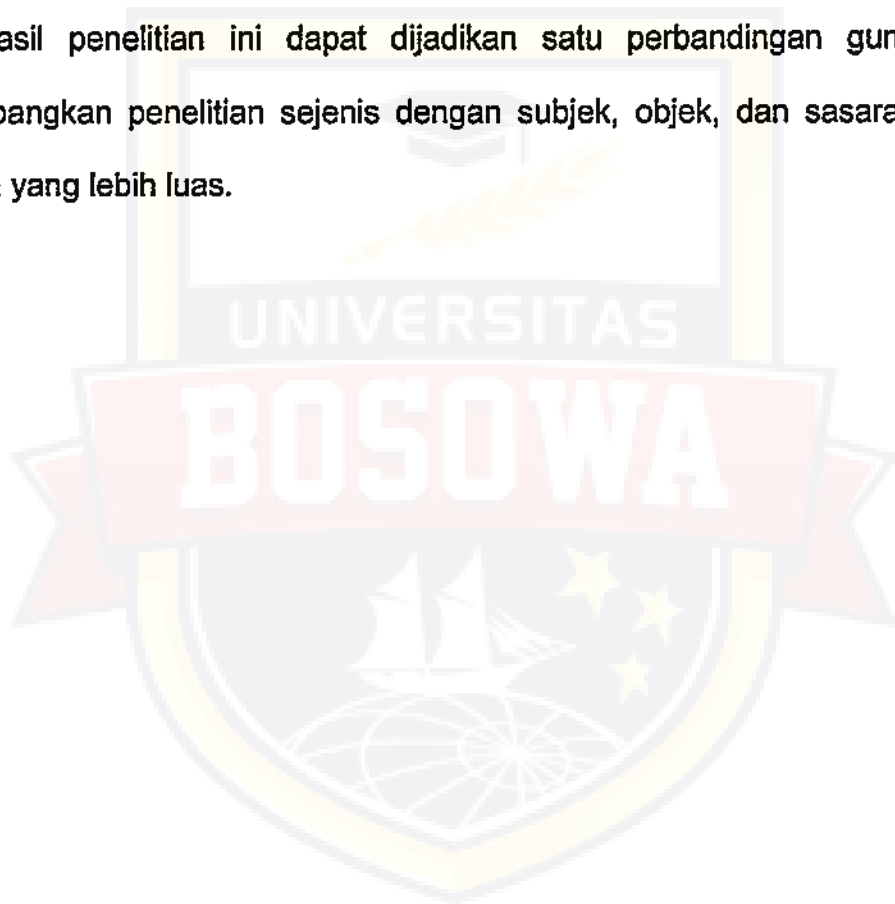 asil penelitian ini dapat dijadikan satu perbandingan gun
bangkan penelitian sejenis dengan subjek, objek, dan sasara
yang lebih luas.
UNIVERSITAS
BOSOWA